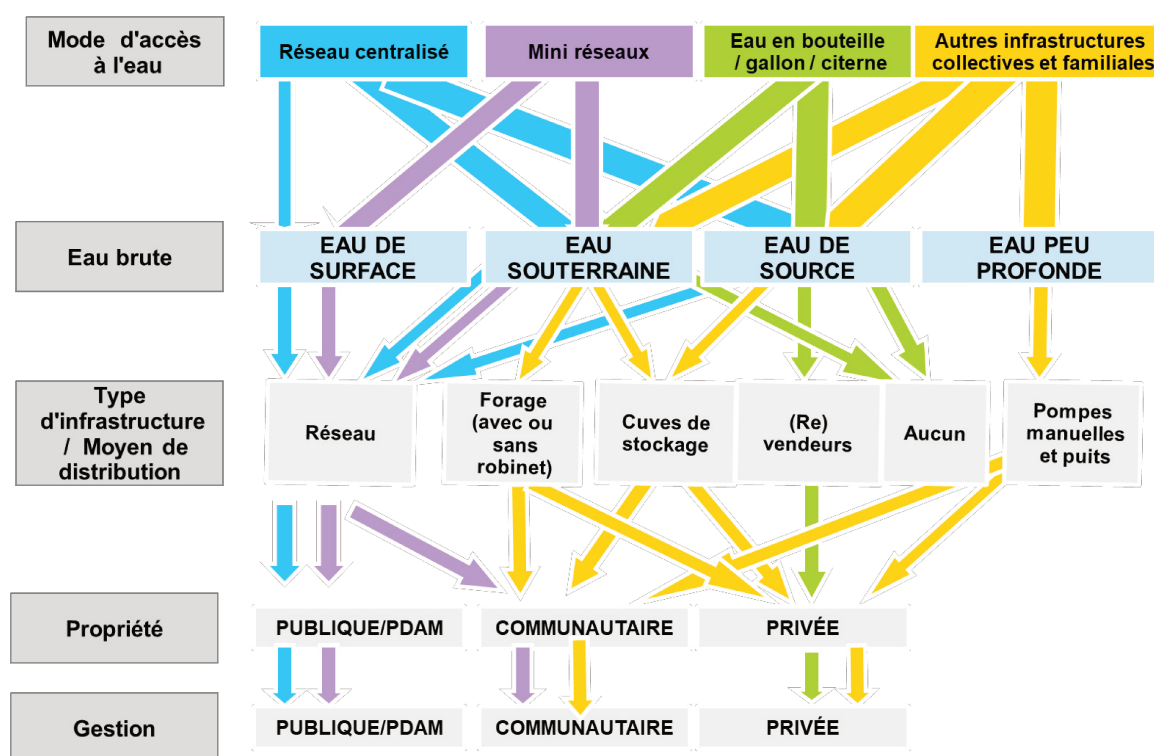 Mode d'accès
à l'eau
Réseau centralisé
Mini réseaux
Eau en bouteille
/ gallon / citerne
Autres infrastructures
collectives et familiales
Eau brute
EAU DE
SURFACE
EAU
SOUTERRAINE
EAU DE
SOURCE
EAU PEU
PROFONDE
Type
d'infrastructure
/ Moyen de
distribution
Réseau
Forage
(avec ou
sans
robinet)
Cuves de
stockage
(Re)
vendeurs
Aucun
Pompes
manuelles
et puits
Propriété
PUBLIQUE/PDAM
COMMUNAUTAIRE
PRIVÉE
Gestion
PUBLIQUE/PDAM
COMMUNAUTAIRE
PRIVÉE